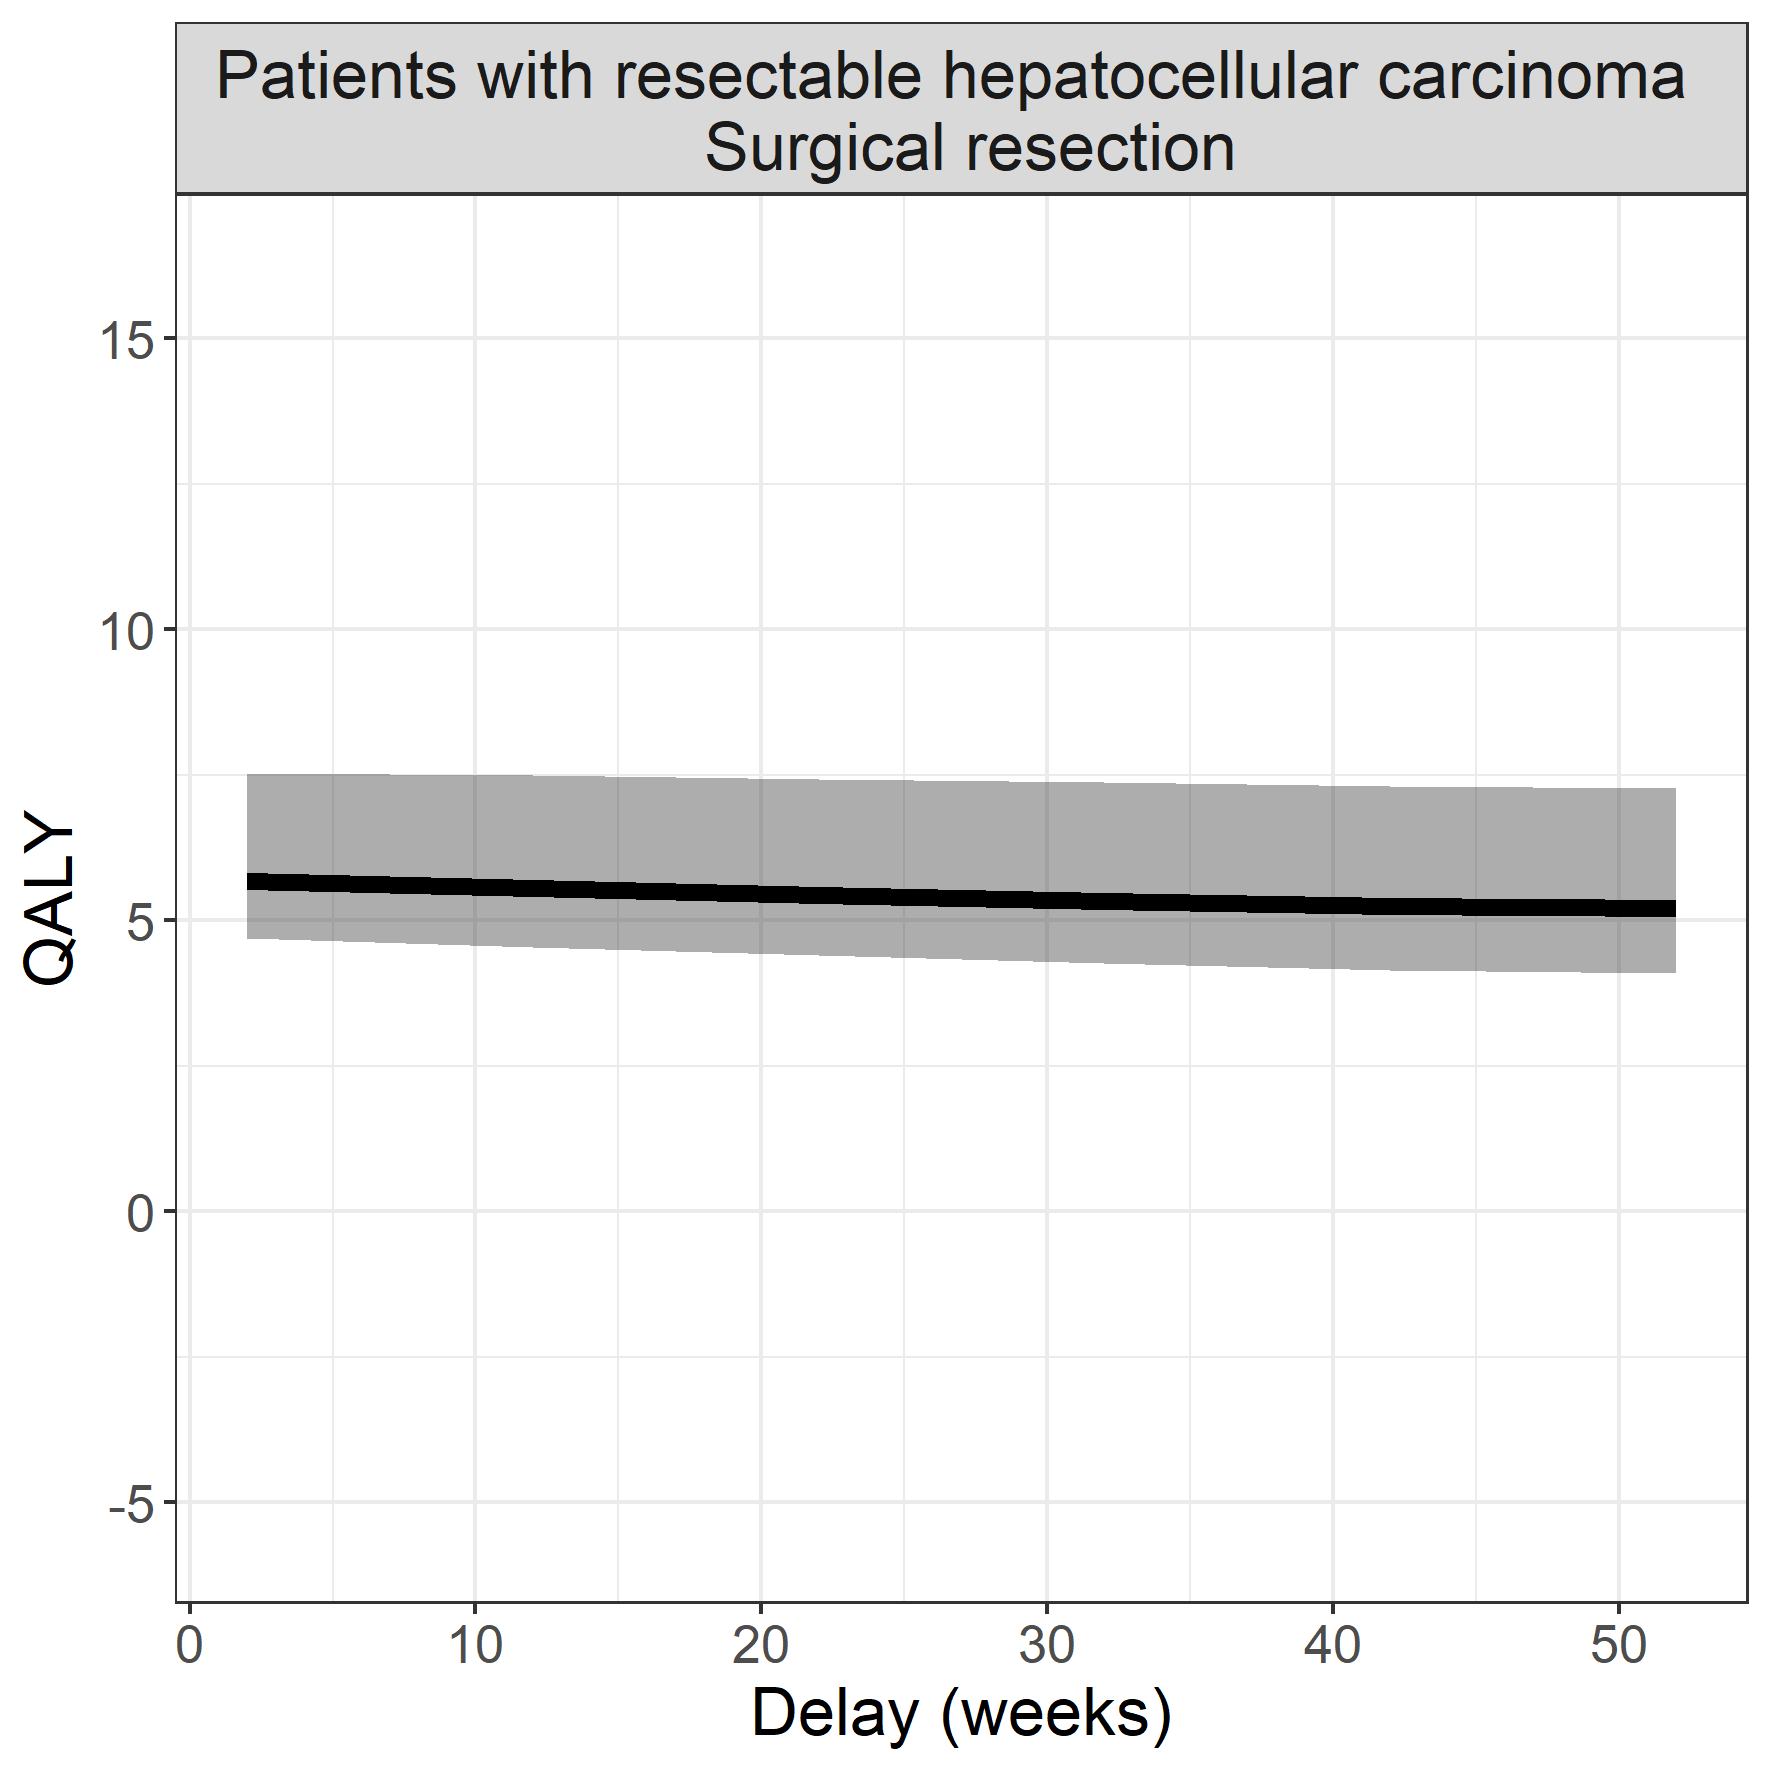 Patients with resectable hepatocellular carcinoma
Surgical resection
15
10
5
0
-5
QALY
0 10 20 30 40 50
Delay (weeks)